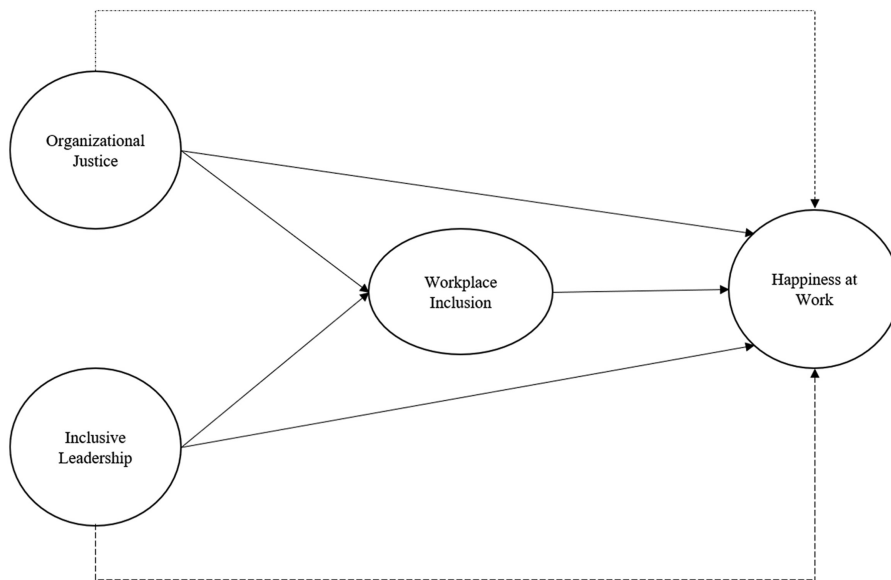 Organizational
Justice
Workplace
Inclusion
Happiness at
Work
Inclusive
Leadership